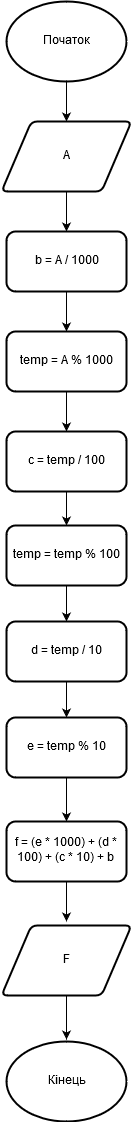 Початок
A
b = A / 1000
temp = A % 1000
c = temp / 100
temp = temp % 100
d = temp / 10
e = temp % 10
f = (e * 1000) + (d *
100) + (c * 10) + b
F
Кінець